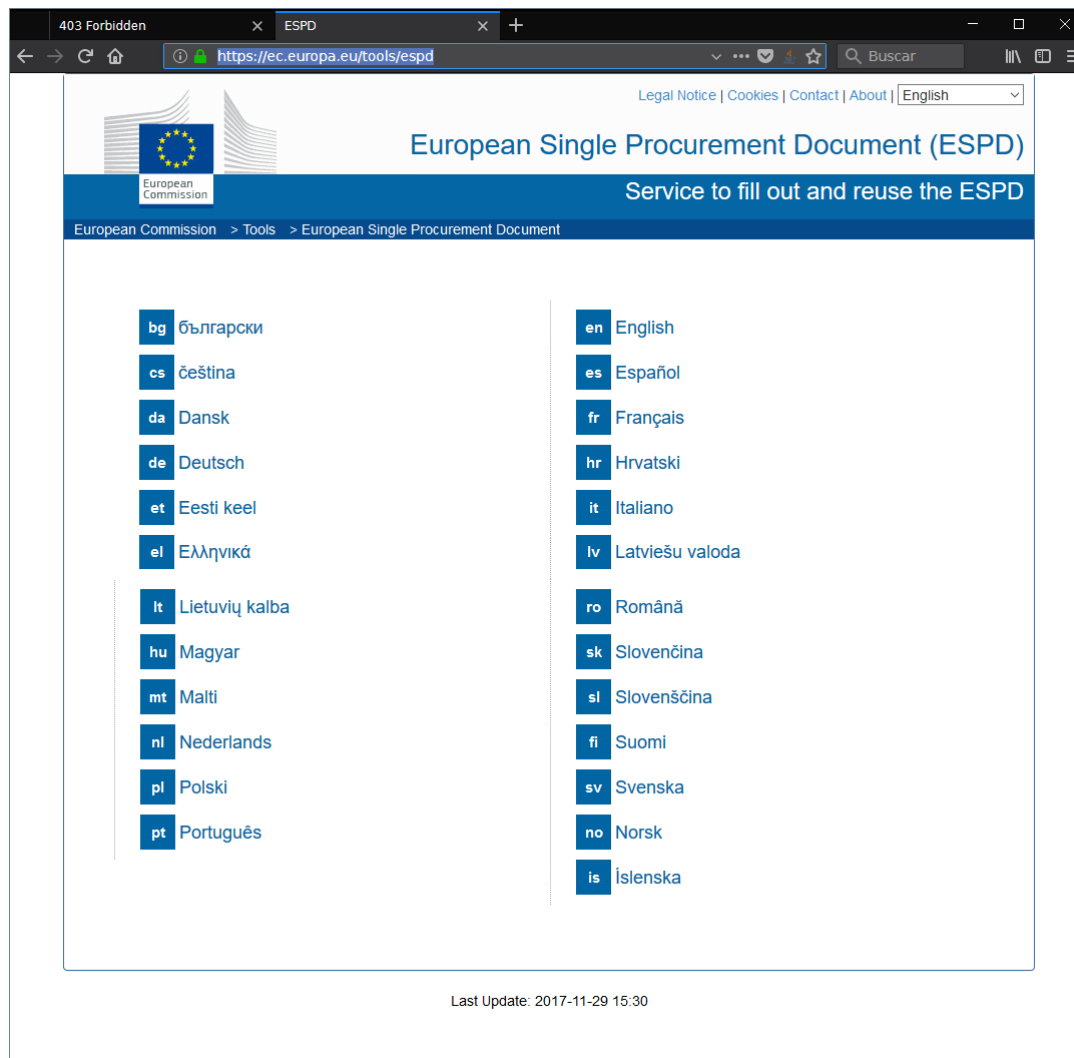 403 Forbidden
ESPD
https://ec.europa.eu/tools/espd
Buscar
Legal Notice | Cookies | Contact | About | English
European Single Procurement Document (ESPD)
European
Commission
Service to fill out and reuse the ESPD
European Commission > Tools > European Single Procurement Document
bg български
cs čeština
da Dansk
de Deutsch
et Eesti keel
el Ελληνικά
lt Lietuvių kalba
hu Magyar
mt Malti
nl Nederlands
pl Polski
pt Português
en English
es Español
fr Français
hr Hrvatski
it Italiano
lv Latviešu valoda
ro Română
sk Slovenčina
sl Slovenščina
fi Suomi
sv Svenska
no Norsk
is Íslenska
Last Update: 2017-11-29 15:30